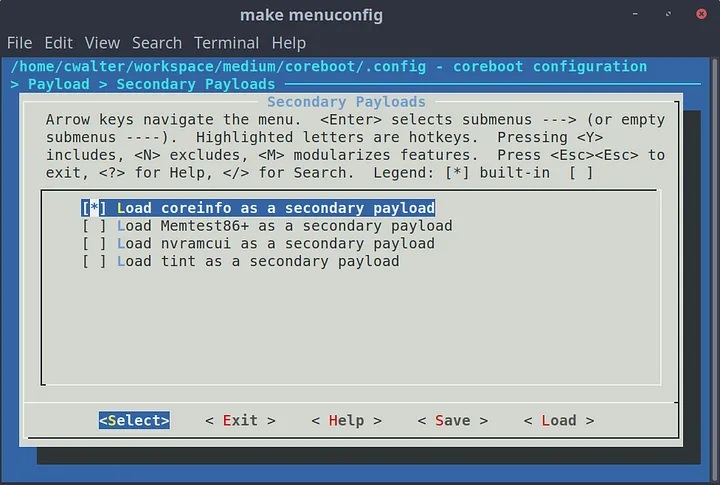 make menuconfig
File Edit View Search Terminal Help
/home/cwalter/workspace/medium/coreboot/.config - coreboot configuration
> Payload > Secondary Payloads
Secondary Payloads
Arrow keys navigate the menu.  <Enter> selects submenus ---> (or empty
submenus ----).  Highlighted letters are hotkeys.  Pressing <Y>
includes, <N> excludes, <M> modularizes features.  Press <Esc><Esc> to
exit, <?> for Help, </> for Search.  Legend: [*] built-in  [ ]
[*] Load coreinfo as a secondary payload
[ ] Load Memtest86+ as a secondary payload
[ ] Load nvramcui as a secondary payload
[ ] Load tint as a secondary payload
<Select>    < Exit >    < Help >    < Save >    < Load >